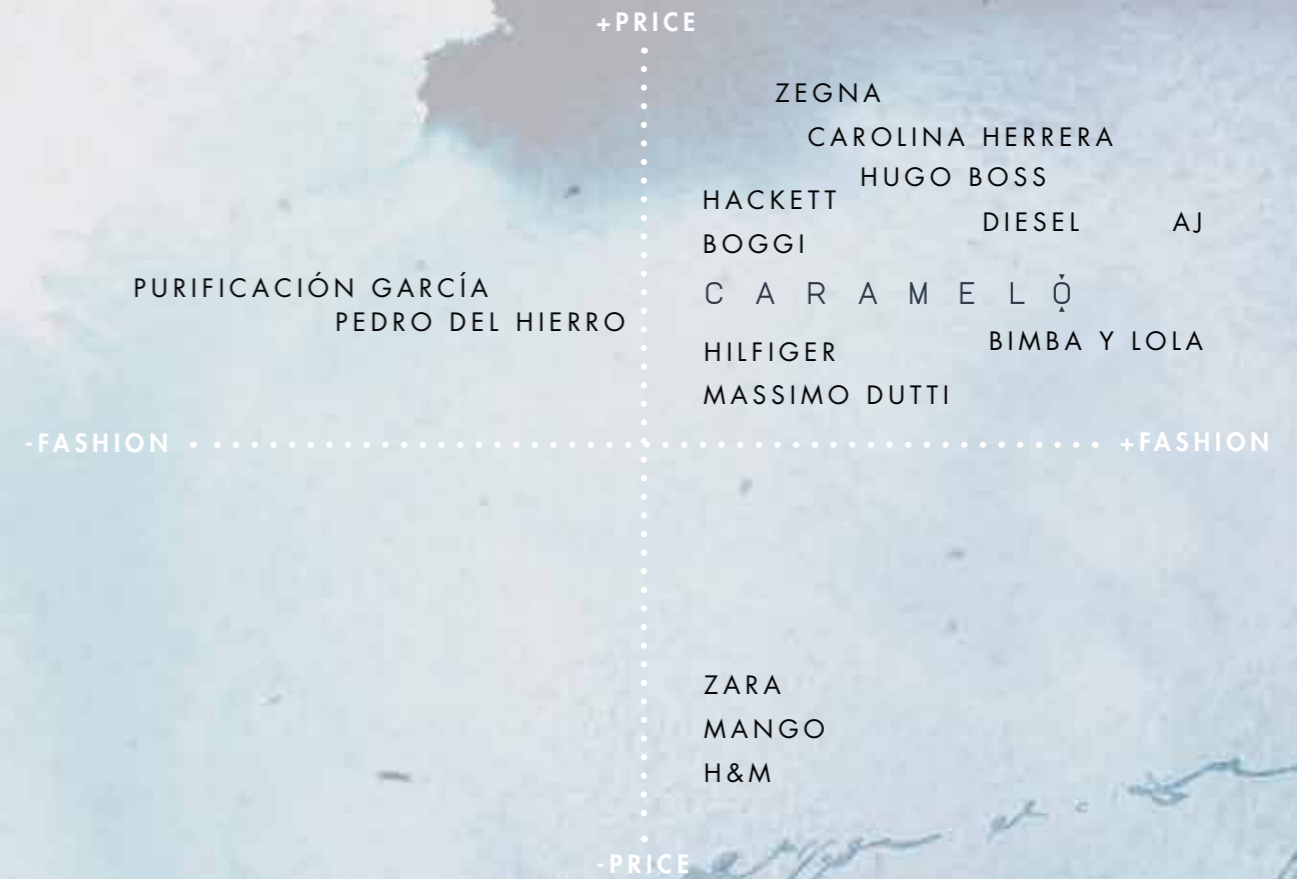 +PRICE
ZEGNA
CAROLINA HERRERA
HUGO BOSS
HACKETT
DIESEL
AJ
BOGGI
PURIFICACIÓN GARCÍA
CARAMELO
PEDRO DEL HIERRO
BIMBA Y LOLA
HILFIGER
MASSIMO DUTTI
-FASHION
+FASHION
ZARA
MANGO
H&M
-PRICE